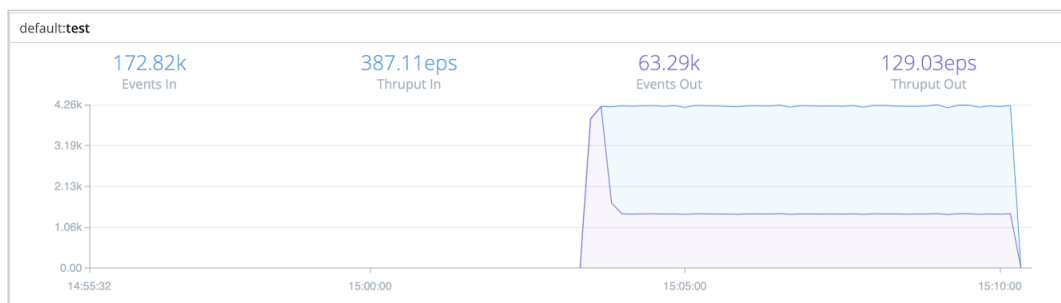 default:test
172.82k 387.11eps 63.29k 129.03eps
Events In Thruput In Events Out Thruput Out
4.26k
3.19k
2.13k
1.06k
0.00
14:55:32 15:00:00 15:05:00 15:10:00